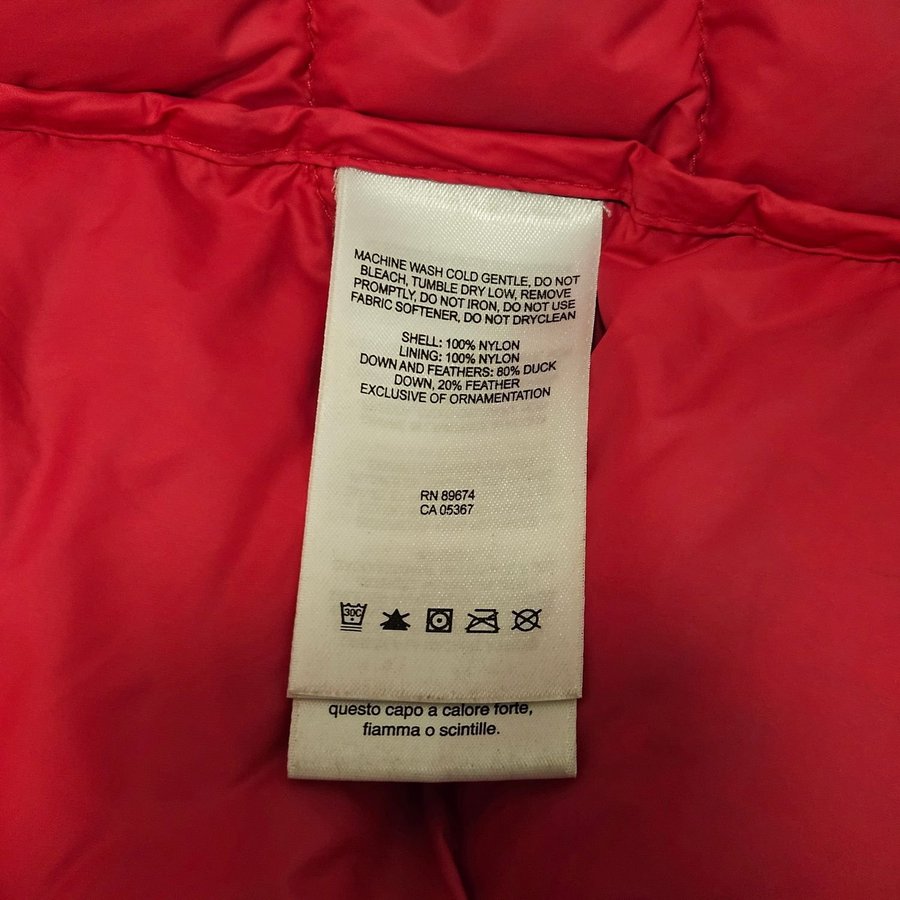 MACHINE WASH COLD GENTLE, DO NOT
BLEACH, TUMBLE DRY LOW, REMOVE
PROMPTLY, DO NOT IRON, DO NOT USE
FABRIC SOFTENER, DO NOT DRYCLEAN
SHELL: 100% NYLON
LINING: 100% NYLON
DOWN AND FEATHERS: 80% DUCK
DOWN, 20% FEATHER
EXCLUSIVE OF ORNAMENTATION
RN 89674
CA 05367
30C
questo capo a calore forte,
fiamma o scintille.